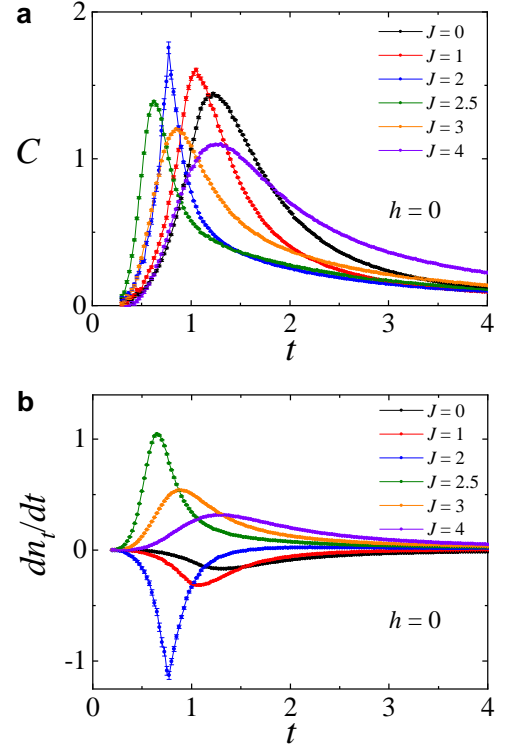 a
2
1
0
C
J = 0
J = 1
J = 2
J = 2.5
J = 3
J = 4
h = 0
0 1 2 3 4
t
b
1
0
-1
dn_t/dt
J = 0
J = 1
J = 2
J = 2.5
J = 3
J = 4
h = 0
0 1 2 3 4
t